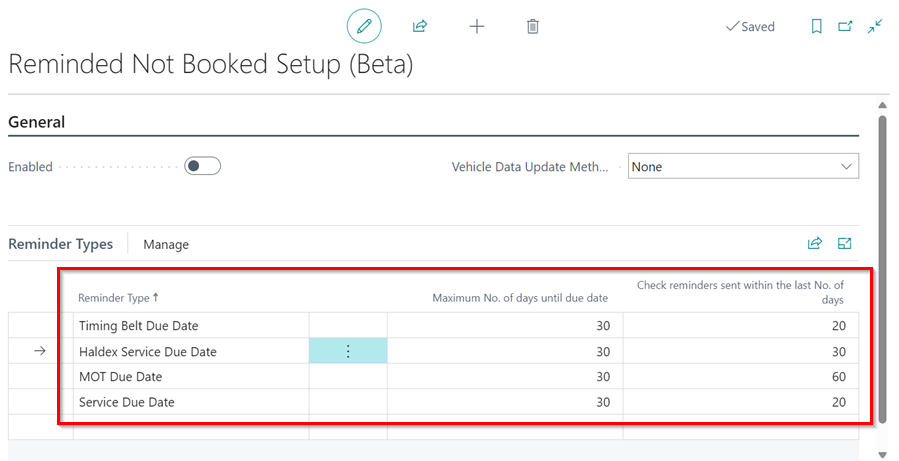 Saved
Reminded Not Booked Setup (Beta)
General
Enabled
Vehicle Data Update Meth... None
Reminder Types Manage
Reminder Type ↑ Maximum No. of days until due date Check reminders sent within the last No. of
days
Timing Belt Due Date 30 20
Haldex Service Due Date 30 30
MOT Due Date 30 60
Service Due Date 30 20